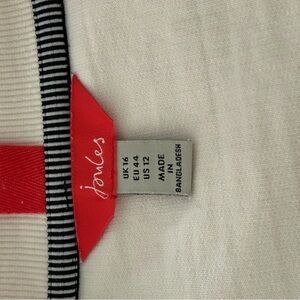 joules
UK 16
EU 44
US 12
MADE
IN
BANGLADESH